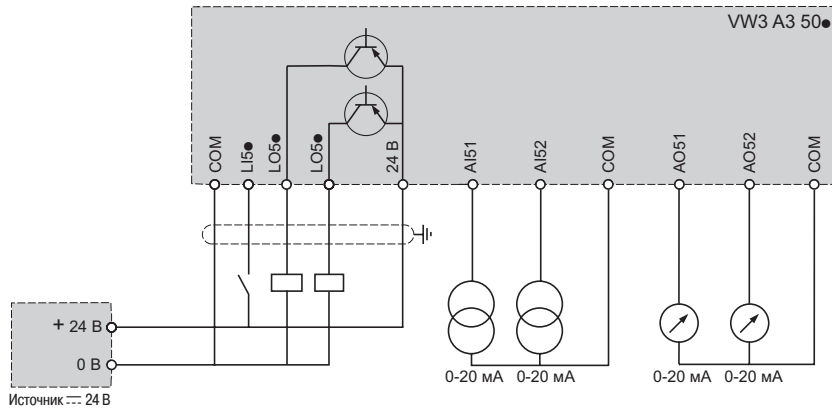 VW3 A3 50●
COM
LI5●
LO5●
LO5●
24 В
AI51
AI52
COM
AO51
AO52
COM
+ 24 В
0 В
0-20 мА
0-20 мА
0-20 мА
0-20 мА
Источник 24 В